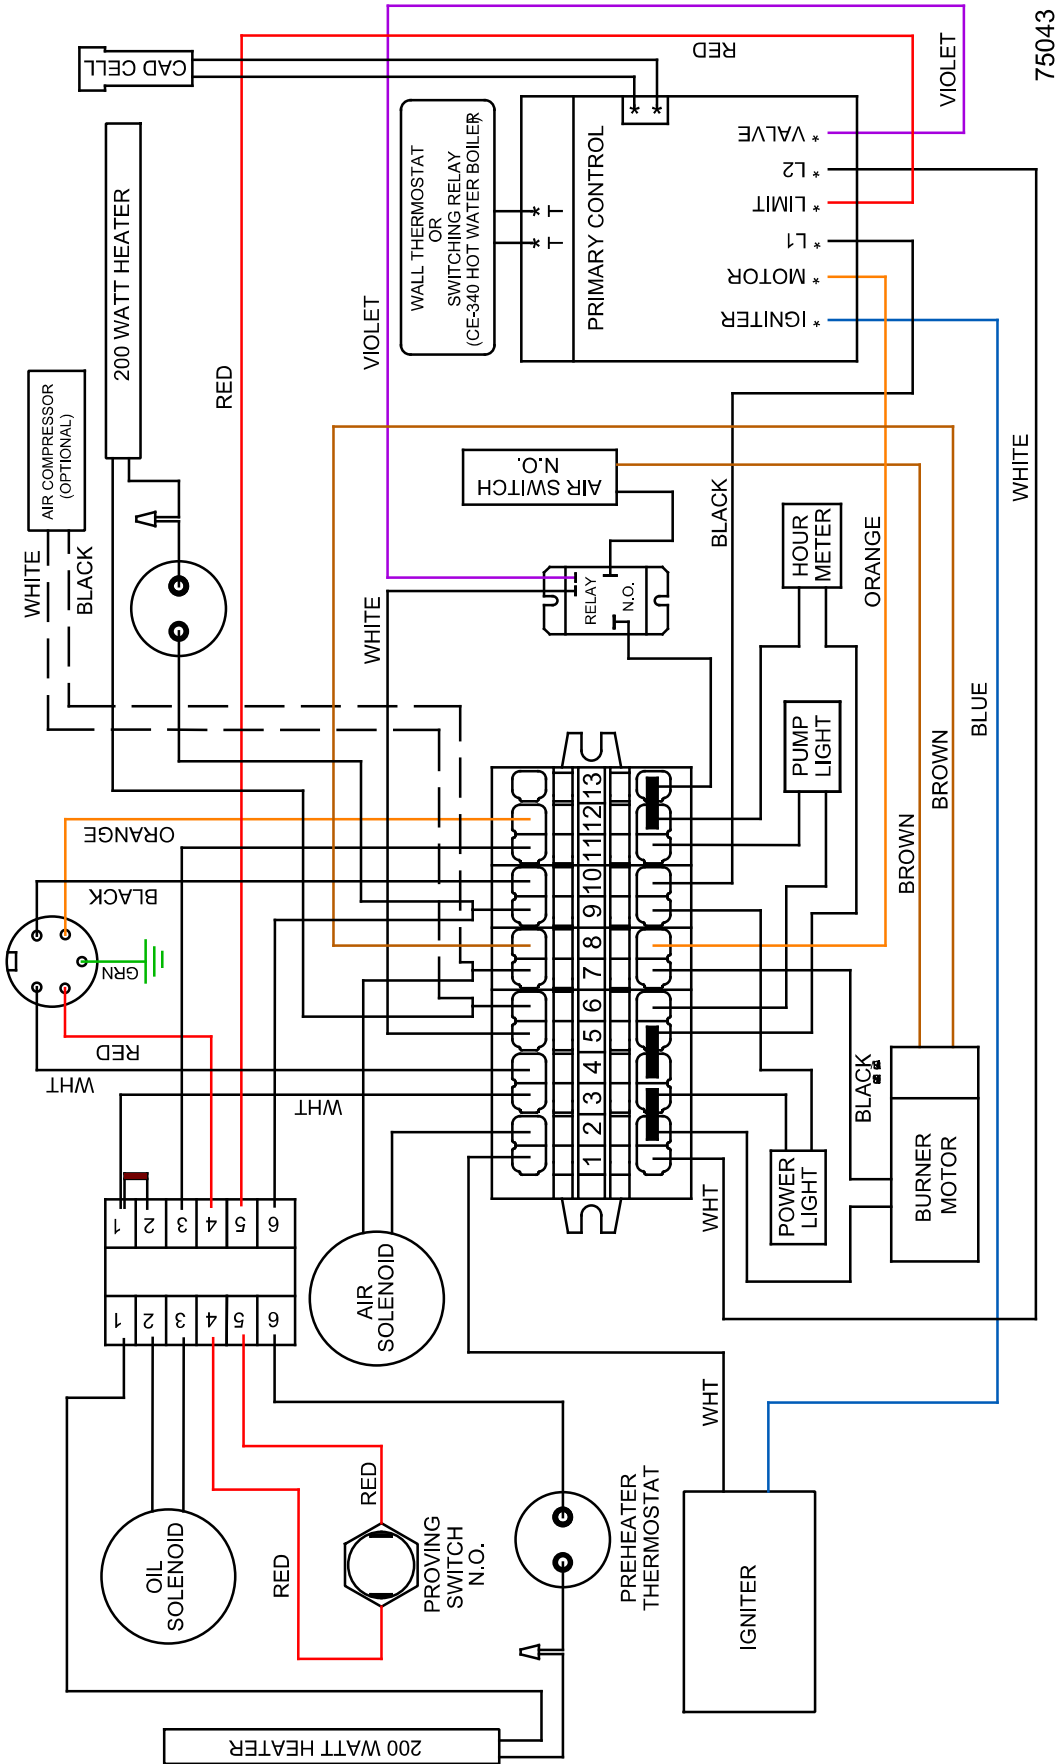 75043
CAD CELL
RED
VIOLET
200 WATT HEATER
AIR COMPRESSOR
(OPTIONAL)
WHITE
BLACK
RED
VIOLET
WALL THERMOSTAT
OR
SWITCHING RELAY
(CE-340 HOT WATER BOILER)
* T
* T
* *
PRIMARY CONTROL
* VALVE
* L2
* LIMIT
* L1
* MOTOR
* IGNITER
AIR SWITCH
N.O.
BLACK
WHITE
ORANGE
HOUR
METER
WHITE
RELAY
N.O.
PUMP
LIGHT
BLUE
BROWN
BROWN
ORANGE
BLACK
GRN
RED
WHT
WHT
13
12
11
10
9
8
7
6
5
4
3
2
1
BLACK
WHT
POWER
LIGHT
BURNER
MOTOR
1
2
3
4
5
6
1
2
3
4
5
6
AIR
SOLENOID
OIL
SOLENOID
RED
RED
PROVING
SWITCH
N.O.
WHT
PREHEATER
THERMOSTAT
IGNITER
200 WATT HEATER